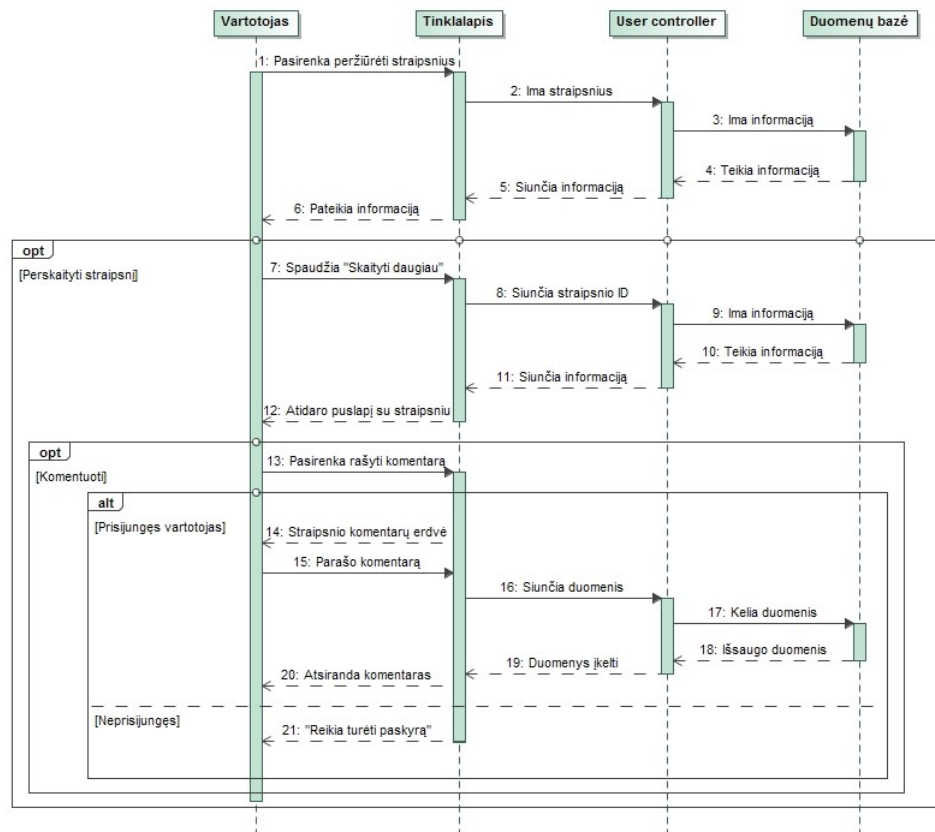 Vartotojas
Tinklalapis
User controller
Duomenų bazė
1: Pasirenka peržiūrėti straipsnius
2: Ima straipsnius
3: Ima informaciją
4: Teikia informaciją
5: Siunčia informaciją
6: Pateikia informaciją
opt
[Perskaityti straipsnį]
7: Spaudžia "Skaityti daugiau"
8: Siunčia straipsnio ID
9: Ima informaciją
10: Teikia informaciją
11: Siunčia informaciją
12: Atidaro puslapį su straipsniu
opt
[Komentuoti]
13: Pasirenka rašyti komentarą
alt
[Prisijungęs vartotojas]
14: Straipsnio komentarų erdvė
15: Parašo komentarą
16: Siunčia duomenis
17: Kelia duomenis
18: Išsaugo duomenis
19: Duomenys įkelti
20: Atsiranda komentaras
[Neprisijungęs]
21: "Reikia turėti paskyrą"